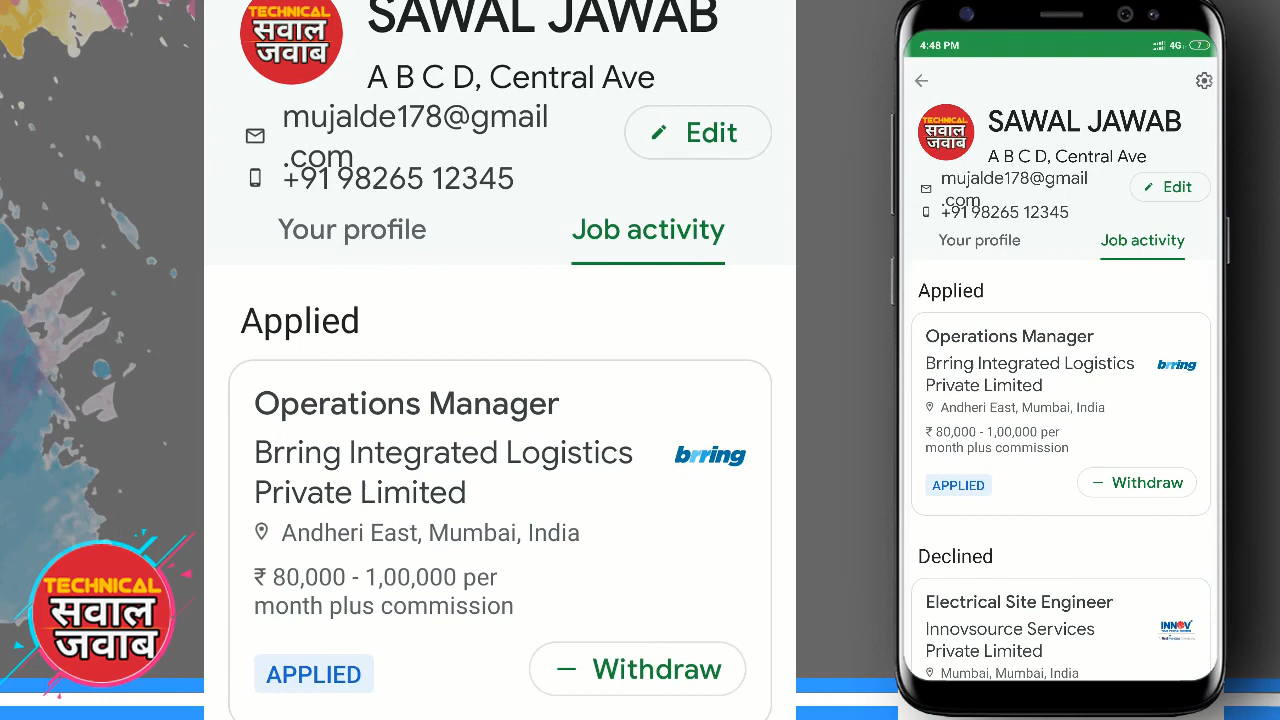 TECHNICAL
सवाल
जवाब
SAWAL JAWAB
A B C D, Central Ave
mujalde178@gmail
.com
+91 98265 12345
Edit
Your profile
Job activity
Applied
Operations Manager
Brring Integrated Logistics
Private Limited
brring
Andheri East, Mumbai, India
₹ 80,000 - 1,00,000 per
month plus commission
APPLIED
Withdraw
TECHNICAL
सवाल
जवाब
4:48 PM
4G
7
TECHNICAL
सवाल
जवाब
SAWAL JAWAB
A B C D, Central Ave
mujalde178@gmail
.com
+91 98265 12345
Edit
Your profile
Job activity
Applied
Operations Manager
Brring Integrated Logistics
Private Limited
brring
Andheri East, Mumbai, India
₹ 80,000 - 1,00,000 per
month plus commission
APPLIED
Withdraw
Declined
Electrical Site Engineer
Innovsource Services
Private Limited
INNOV
Mumbai, Mumbai, India